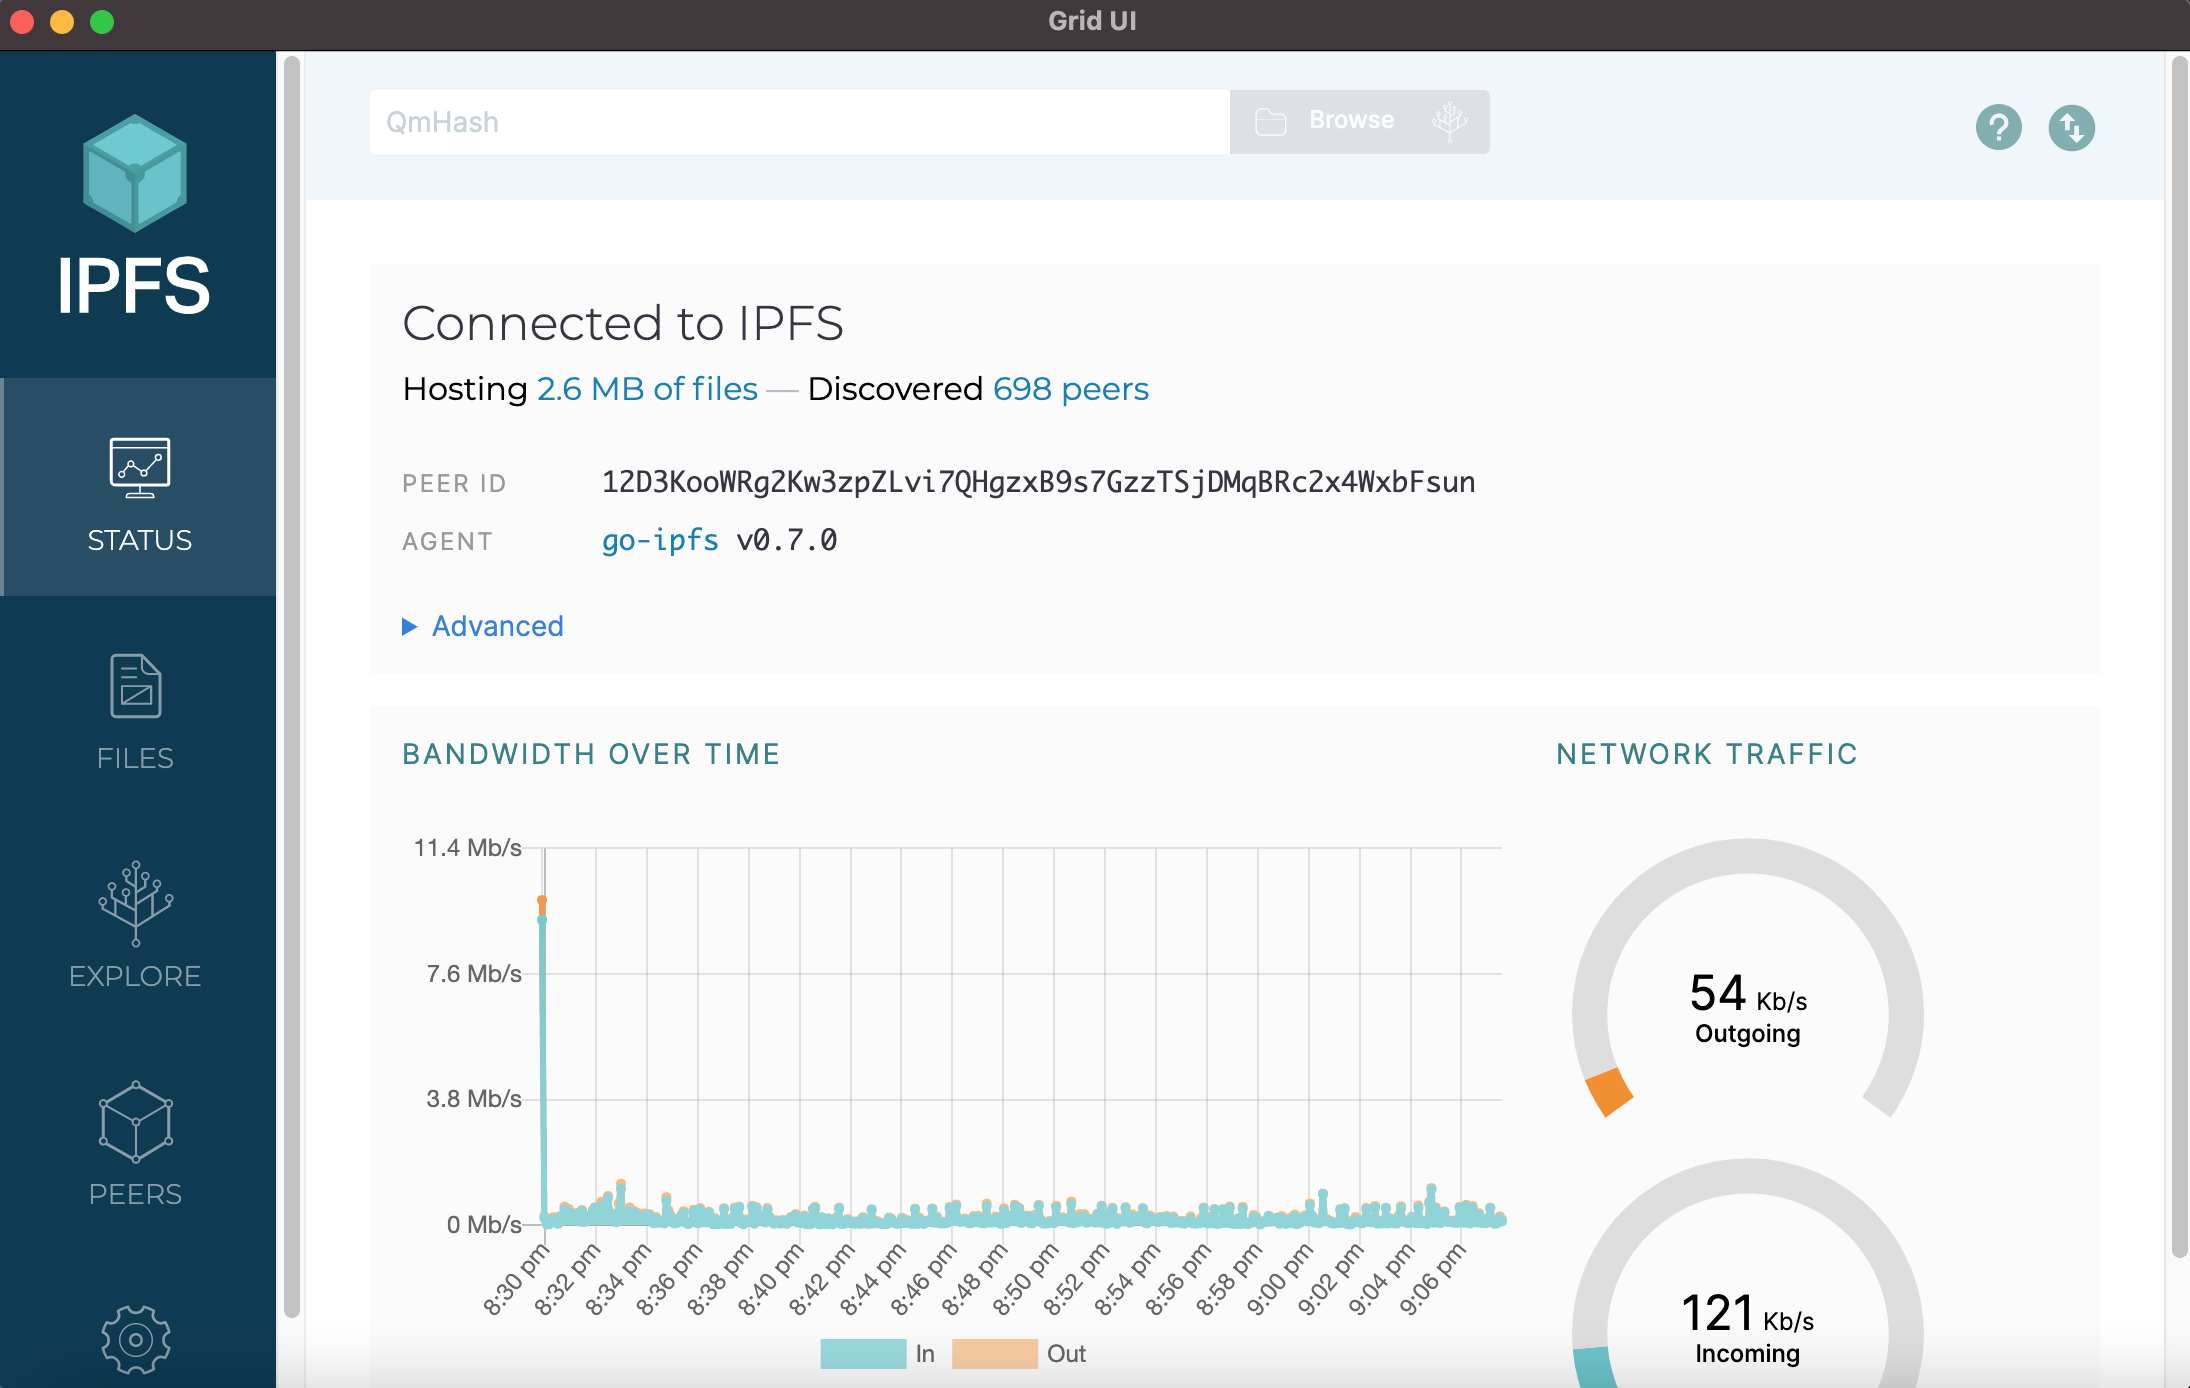 Grid UI
IPFS
STATUS
FILES
EXPLORE
PEERS
QmHash
Browse
?
Connected to IPFS
Hosting 2.6 MB of files — Discovered 698 peers
PEER ID 12D3KooWRg2Kw3zpZLvi7QHgzxB9s7GzzTSjDMqBRc2x4WxbFsun
AGENT go-ipfs v0.7.0
Advanced
BANDWIDTH OVER TIME
11.4 Mb/s
7.6 Mb/s
3.8 Mb/s
0 Mb/s
8:30 pm
8:32 pm
8:34 pm
8:36 pm
8:38 pm
8:40 pm
8:42 pm
8:44 pm
8:46 pm
8:48 pm
8:50 pm
8:52 pm
8:54 pm
8:56 pm
8:58 pm
9:00 pm
9:02 pm
9:04 pm
9:06 pm
In
Out
NETWORK TRAFFIC
54 Kb/s
Outgoing
121 Kb/s
Incoming